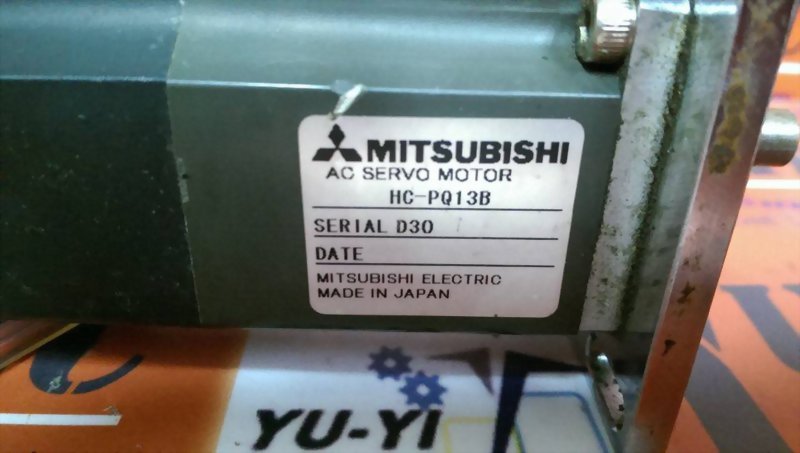 MITSUBISHI
AC SERVO MOTOR
HC-PQ13B
SERIAL D30
DATE
MITSUBISHI ELECTRIC
MADE IN JAPAN
YU-YI